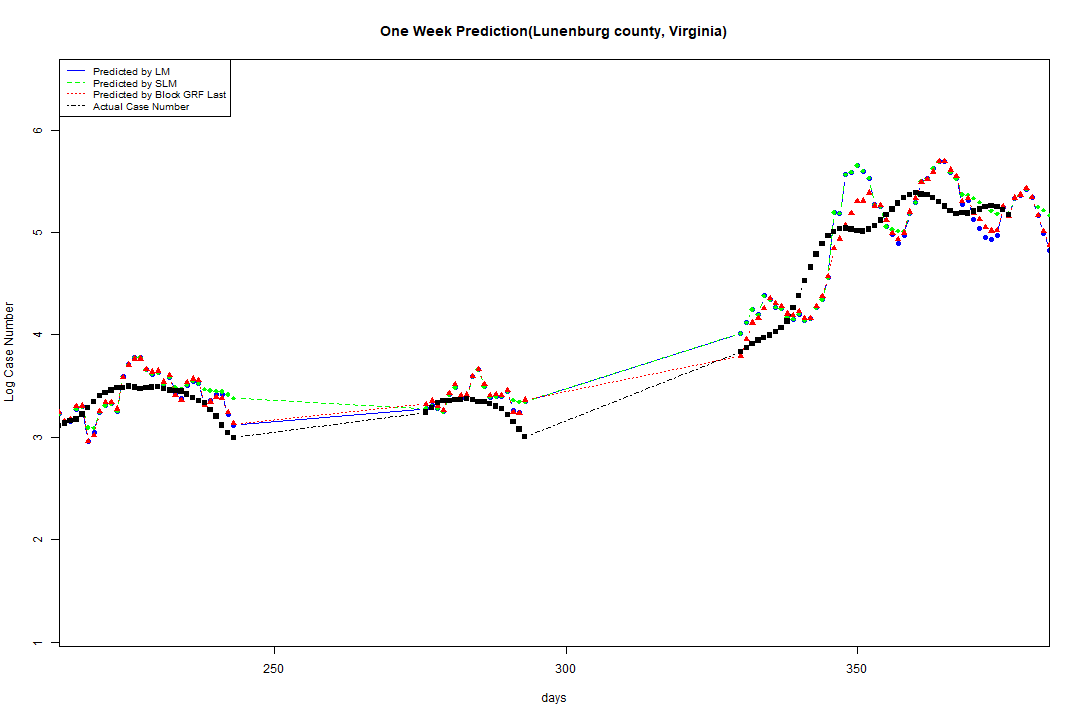 One Week Prediction(Lunenburg county, Virginia)
Predicted by LM
Predicted by SLM
Predicted by Block GRF Last
Actual Case Number
6
5
4
3
2
1
Log Case Number
250
300
350
days